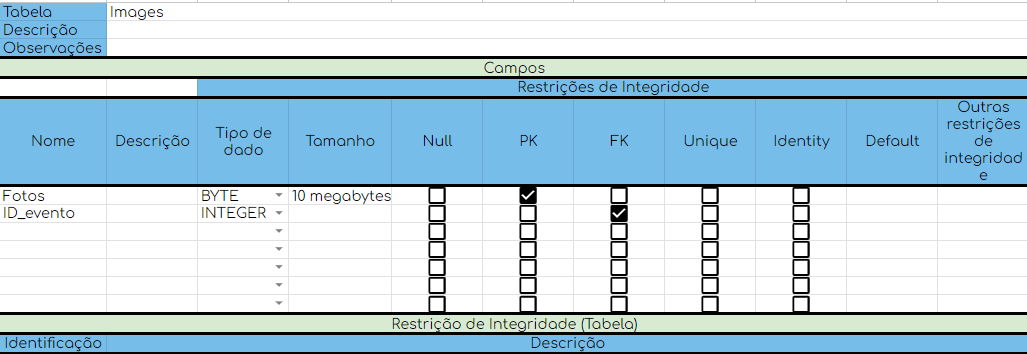 Tabela Images
Descrição
Observações
Campos
Restrições de Integridade
Nome Descrição Tipo de dado Tamanho Null PK FK Unique Identity Default Outras restrições de integridade
Fotos BYTE 10 megabytes
ID_evento INTEGER
Restrição de Integridade (Tabela)
Identificação Descrição